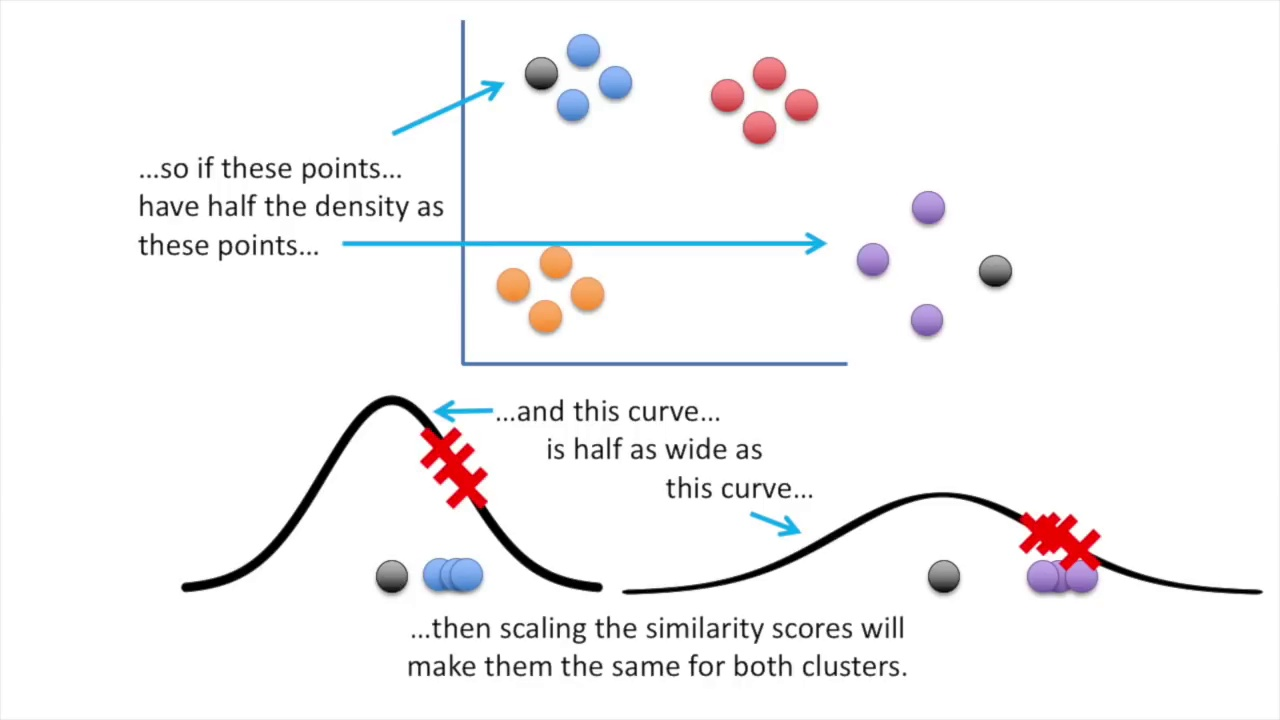 ...so if these points...
have half the density as
these points...
...and this curve...
is half as wide as
this curve...
...then scaling the similarity scores will
make them the same for both clusters.